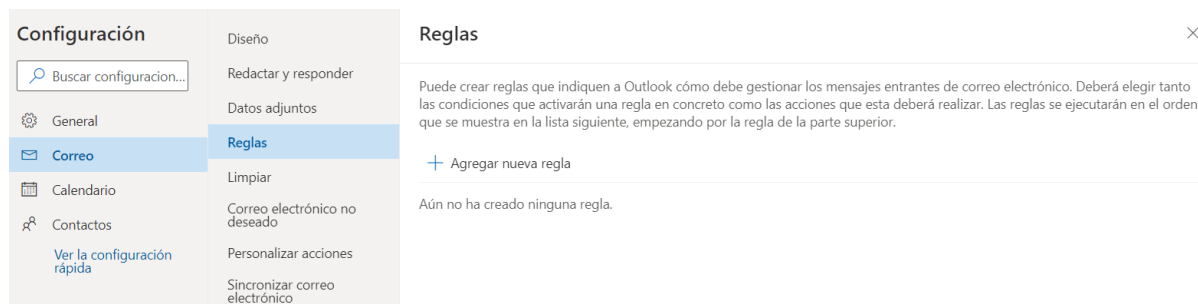 Configuración
Buscar configuracion...
General
Correo
Calendario
Contactos
Ver la configuración
rápida
Diseño
Redactar y responder
Datos adjuntos
Reglas
Limpiar
Correo electrónico no
deseado
Personalizar acciones
Sincronizar correo
electrónico
Reglas
Puede crear reglas que indiquen a Outlook cómo debe gestionar los mensajes entrantes de correo electrónico. Deberá elegir tanto
las condiciones que activarán una regla en concreto como las acciones que esta deberá realizar. Las reglas se ejecutarán en el orden
que se muestra en la lista siguiente, empezando por la regla de la parte superior.
Agregar nueva regla
Aún no ha creado ninguna regla.